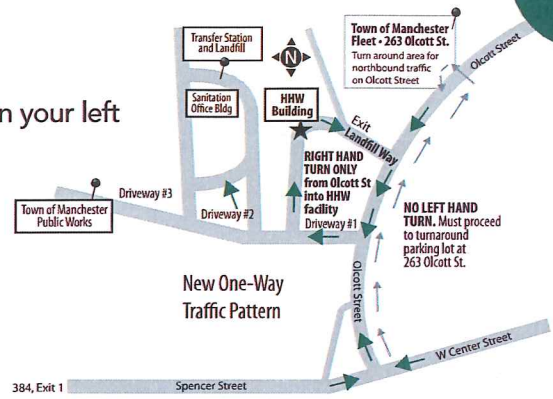 Transfer Station
and Landfill
N
Town of Manchester
Fleet • 263 Olcott St.
Turn around area for
northbound traffic
on Olcott Street
Olcott Street
Sanitation
Office Bldg
HHW
Building
n your left
Exit
Landfill Way
RIGHT HAND
TURN ONLY
from Olcott St
into HHW
facility
Driveway #3
Driveway #2
Driveway #1
Town of Manchester
Public Works
NO LEFT HAND
TURN. Must proceed
to turnaround
parking lot at
263 Olcott St.
New One-Way
Traffic Pattern
Olcott Street
W Center Street
384, Exit 1
Spencer Street